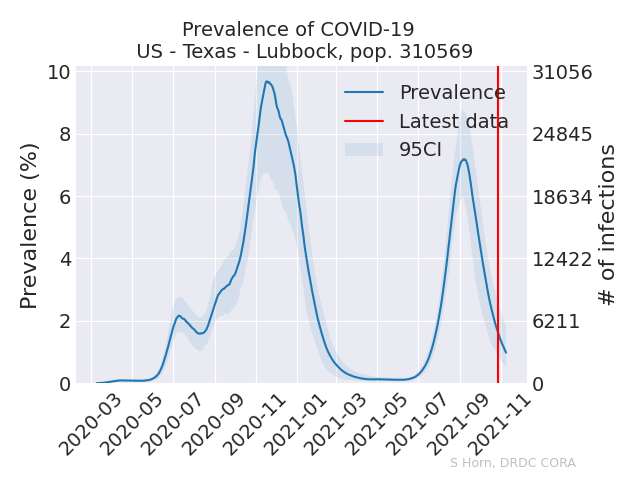 Prevalence of COVID-19
US - Texas - Lubbock, pop. 310569
Prevalence (%)
10
8
6
4
2
0
Prevalence
Latest data
95CI
31056
24845
18634
12422
6211
0
# of infections
2020-03
2020-05
2020-07
2020-09
2020-11
2021-01
2021-03
2021-05
2021-07
2021-09
2021-11
S Horn, DRDC CORA